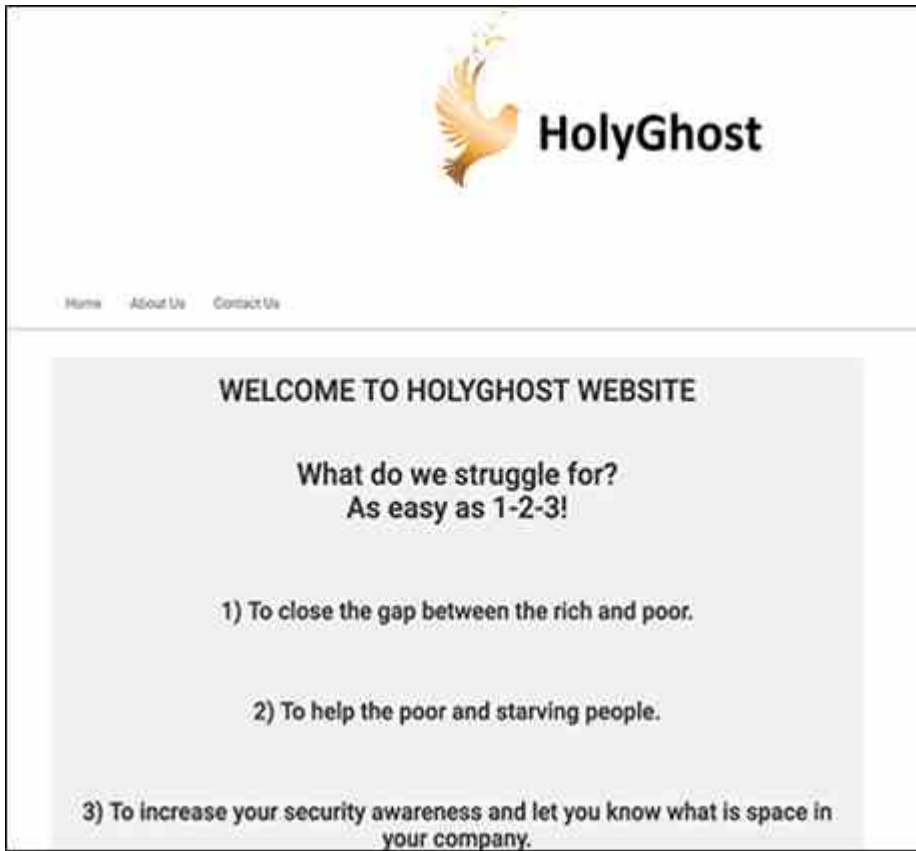 HolyGhost
Home About Us Contact Us
WELCOME TO HOLYGHOST WEBSITE
What do we struggle for?
As easy as 1-2-3!
1) To close the gap between the rich and poor.
2) To help the poor and starving people.
3) To increase your security awareness and let you know what is space in
your company.